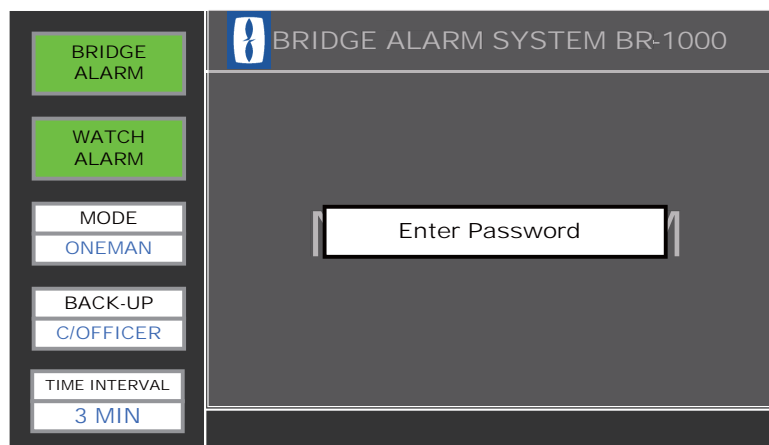 BRIDGE
ALARM
WATCH
ALARM
MODE
ONEMAN
BACK-UP
C/OFFICER
TIME INTERVAL
3 MIN
BRIDGE ALARM SYSTEM BR-1000
Enter Password